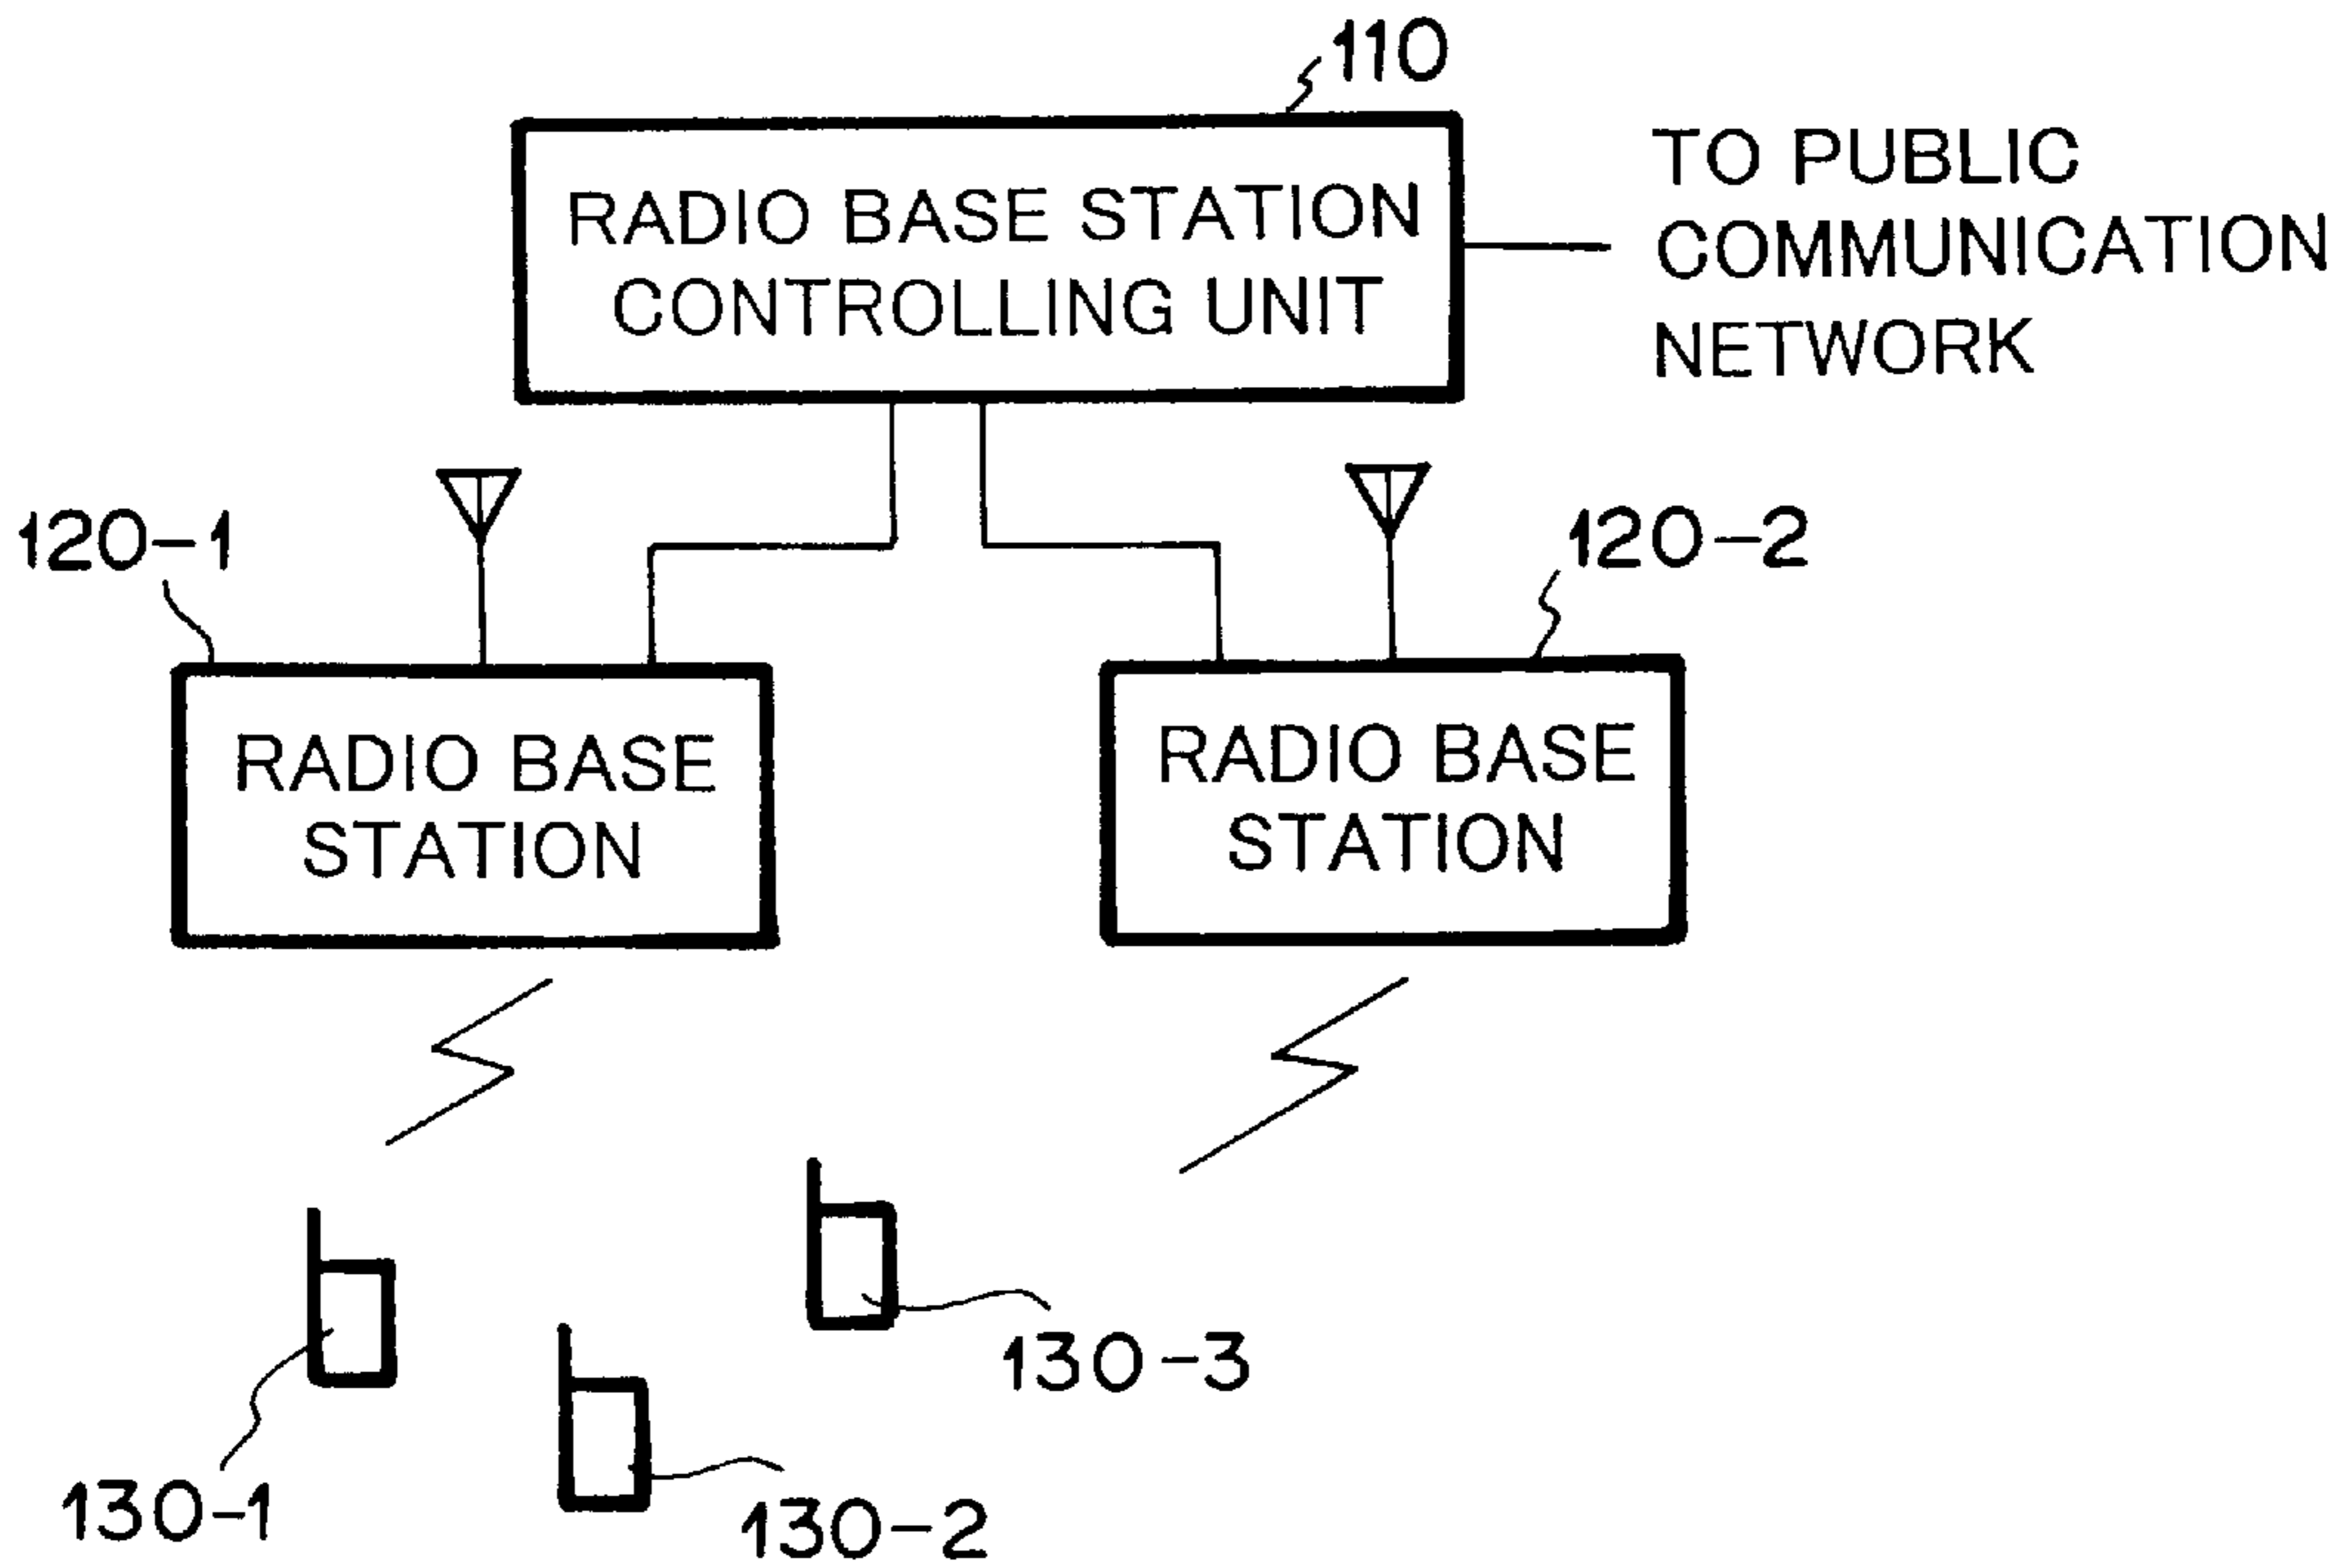 110
RADIO BASE STATION
CONTROLLING UNIT
TO PUBLIC
COMMUNICATION
NETWORK
120-1
120-2
RADIO BASE
STATION
RADIO BASE
STATION
130-3
130-1
130-2